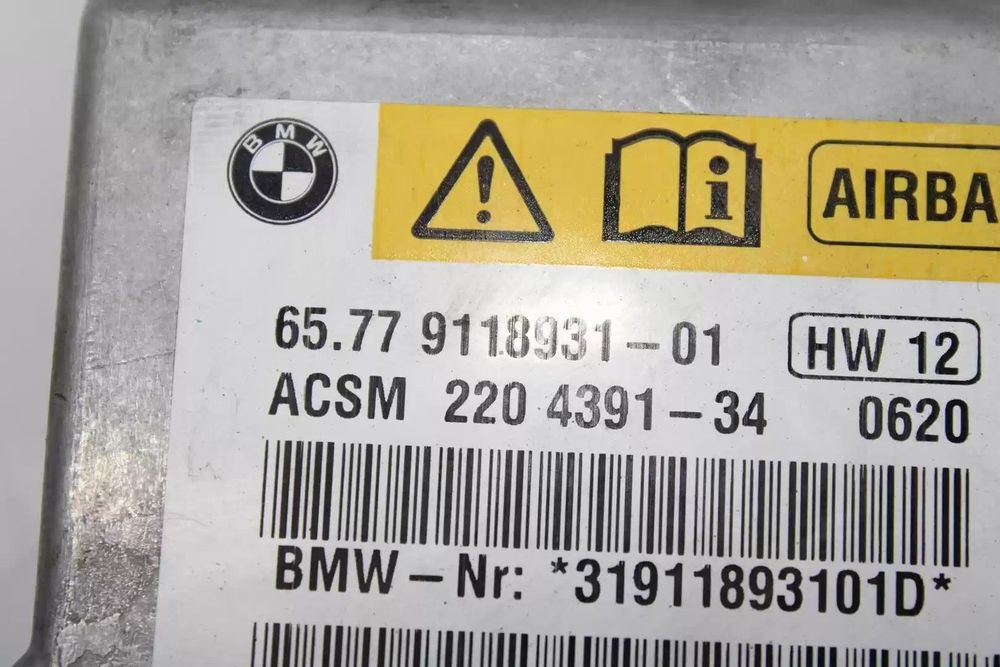 BMW
i
AIRBA
65.77 9118931-01 HW 12
ACSM 220 4391-34 0620
BMW-Nr: *31911893101D*